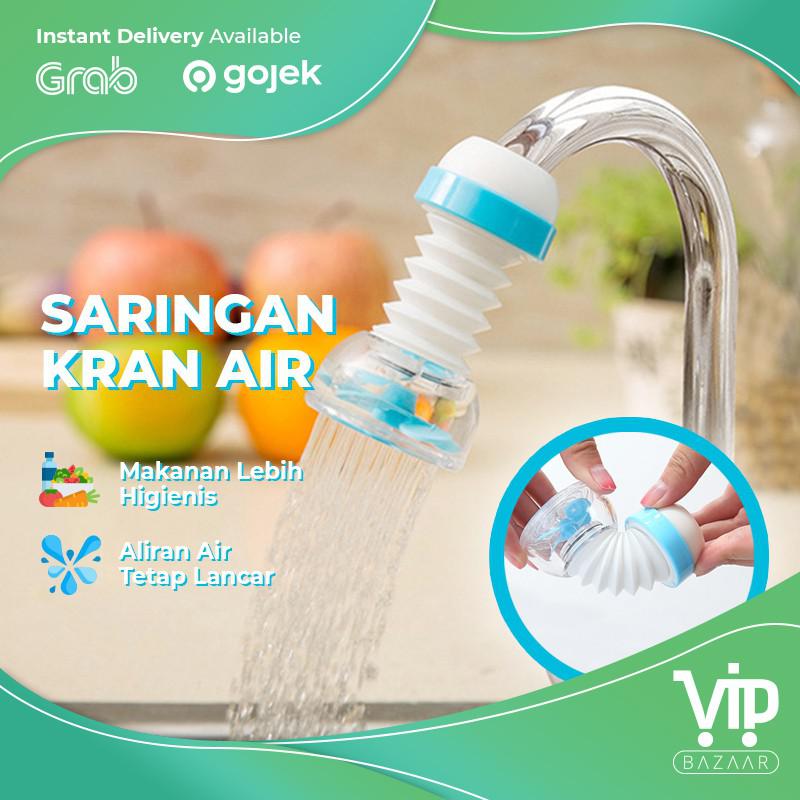 Instant Delivery Available
Grab
gojek
SARINGAN
KRAN AIR
Makanan Lebih
Higienis
Aliran Air
Tetap Lancar
VIP
BAZAAR